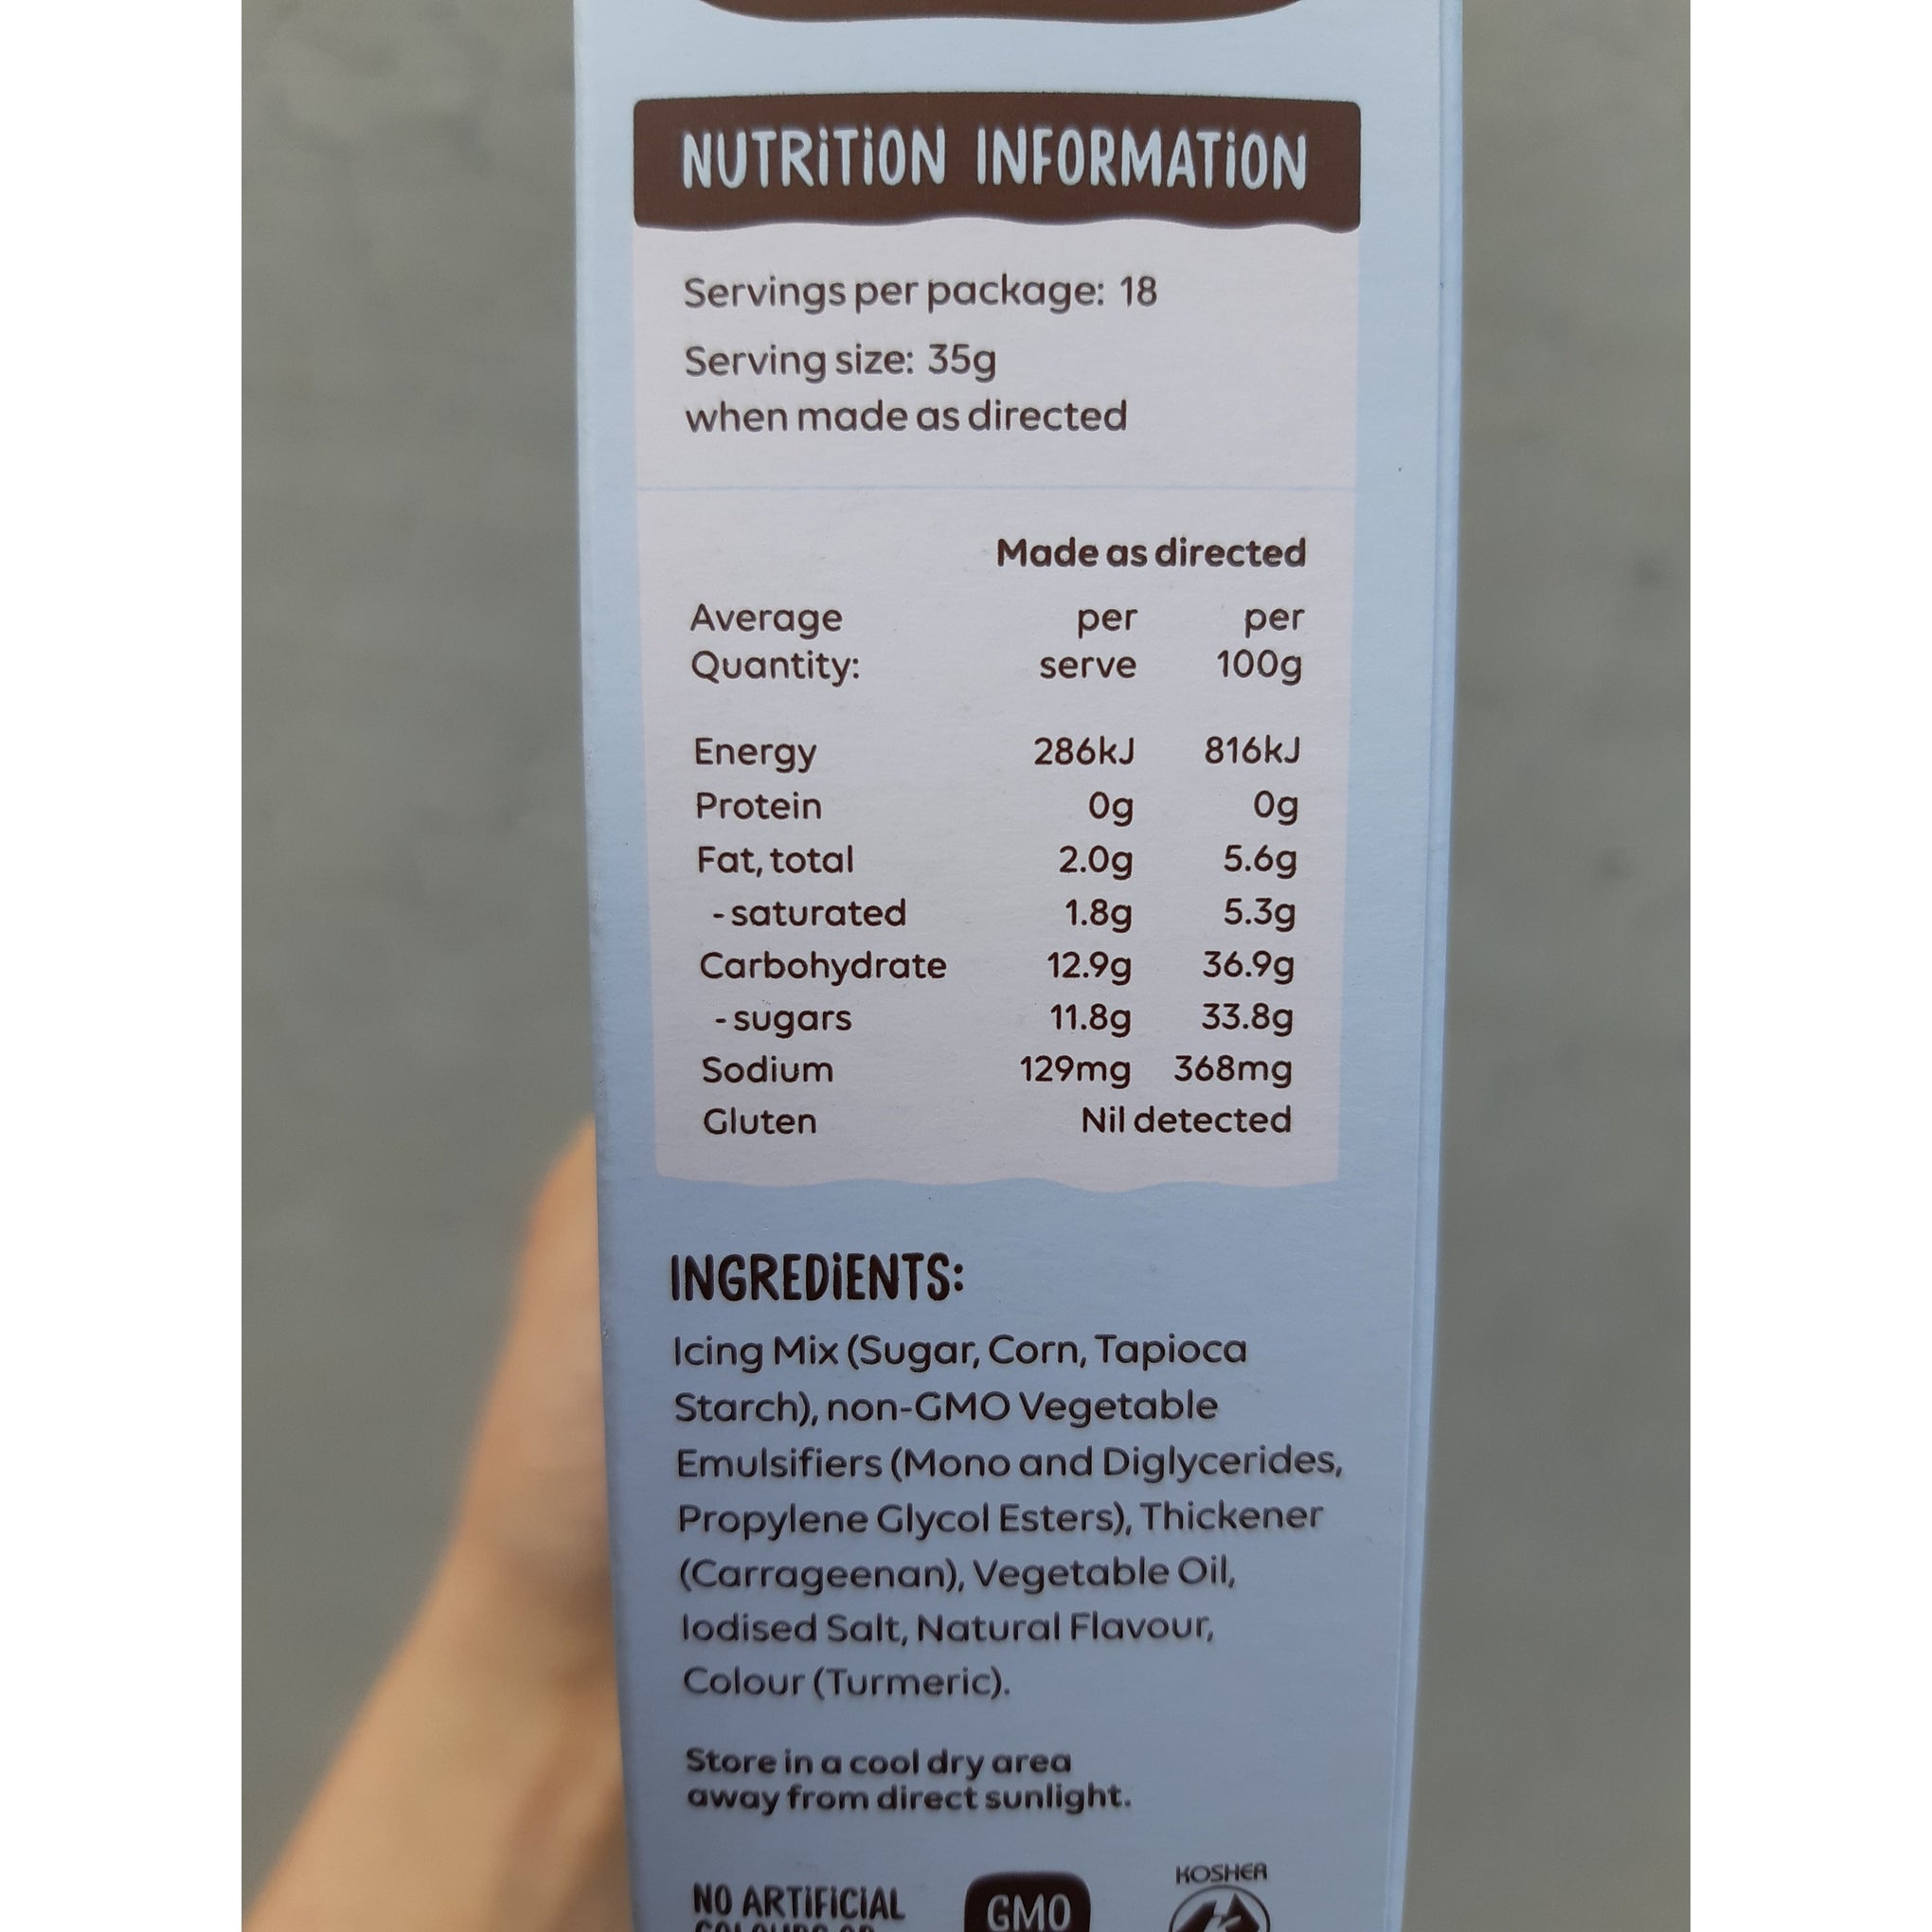 NUTRITION INFORMATION
Servings per package: 18
Serving size: 35g
when made as directed
Made as directed
Average per per
Quantity: serve 100g
Energy 286kJ 816kJ
Protein 0g 0g
Fat, total 2.0g 5.6g
- saturated 1.8g 5.3g
Carbohydrate 12.9g 36.9g
- sugars 11.8g 33.8g
Sodium 129mg 368mg
Gluten Nil detected
INGREDIENTS:
Icing Mix (Sugar, Corn, Tapioca
Starch), non-GMO Vegetable
Emulsifiers (Mono and Diglycerides,
Propylene Glycol Esters), Thickener
(Carrageenan), Vegetable Oil,
Iodised Salt, Natural Flavour,
Colour (Turmeric).
Store in a cool dry area
away from direct sunlight.
NO ARTIFICIAL
GMO
KOSHER